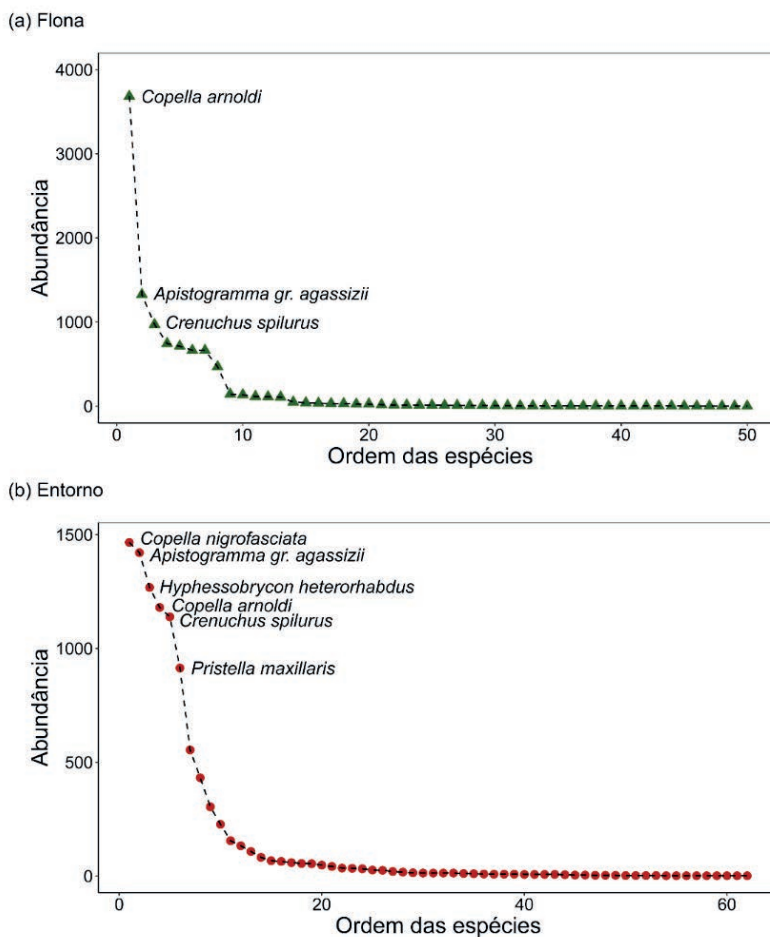 (a) Flona
4000
Copella arnoldi
3000
Abundância
2000
Apistogramma gr. agassizii
1000
Crenuchus spilurus
0
0 10 20 30 40 50
Ordem das espécies
(b) Entorno
1500
Copella nigrofasciata
Apistogramma gr. agassizii
Hyphessobrycon heterorhabdus
Copella arnoldi
Crenuchus spilurus
1000
Pristella maxillaris
Abundância
500
0
0 20 40 60
Ordem das espécies